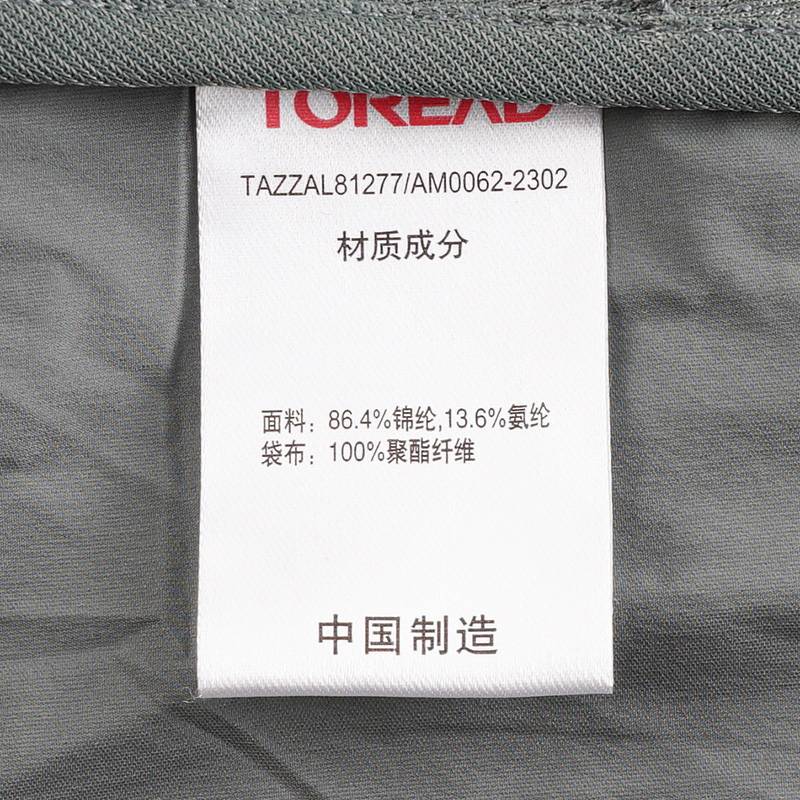 TOREAD
TAZZAL81277/AM0062-2302
材质成分
面料：86.4%锦纶,13.6%氨纶
袋布：100%聚酯纤维
中国制造